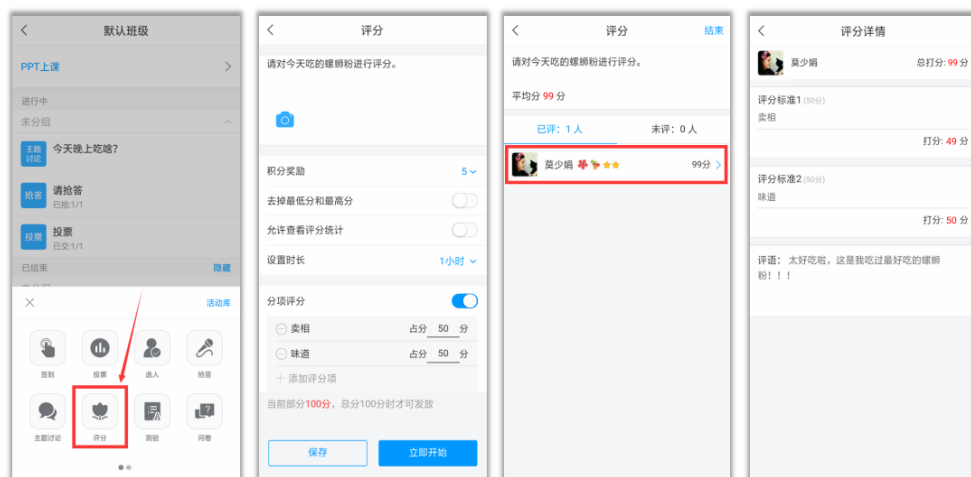 默认班级
PPT上课
进行中
未分组
主题讨论
今天晚上吃啥?
抢答
请抢答
已抢:1/1
投票
投票
已交:1/1
已结束
隐藏
活动库
签到
投票
选人
抢答
主题讨论
评分
测验
问卷
评分
请对今天吃的螺蛳粉进行评分。
积分奖励
5
去掉最低分和最高分
允许查看评分统计
设置时长
1小时
分项评分
卖相 占分 50 分
味道 占分 50 分
添加评分项
当前部分100分，总分100分时才可发放
保存
立即开始
评分
结束
请对今天吃的螺蛳粉进行评分。
平均分 99 分
已评：1 人
未评：0 人
莫少娟
99分
评分详情
莫少娟
总打分: 99 分
评分标准1 (50分)
卖相
打分: 49 分
评分标准2 (50分)
味道
打分: 50 分
评语： 太好吃啦，这是我吃过最好吃的螺蛳
粉！！！